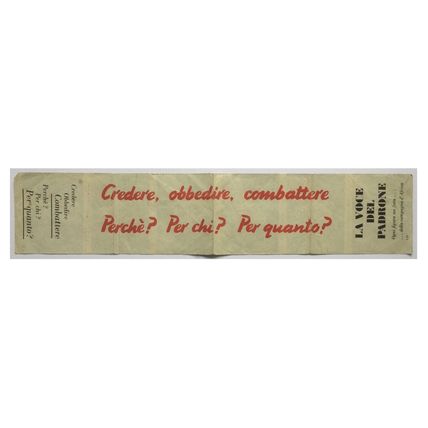 Credere
Obbedire
Combattere
Perchè?
Per chi?
Per quanto?
Credere, obbedire, combattere
Perchè? Per chi? Per quanto?
LA VOCE
DEL
PADRONE